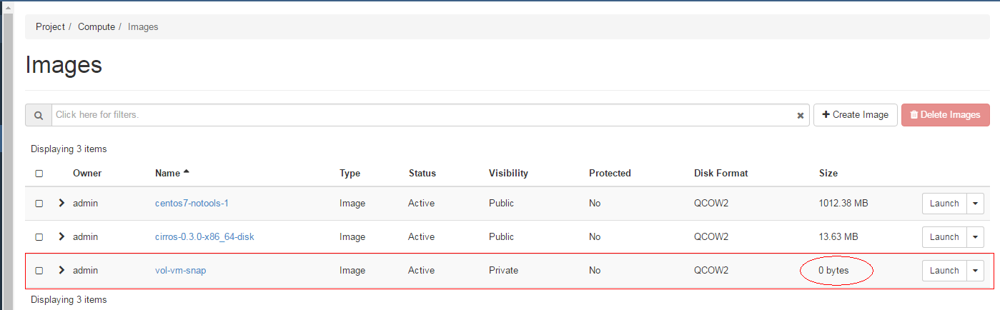 Project / Compute / Images
Images
Click here for filters.
Create Image
Delete Images
Displaying 3 items
Owner Name Type Status Visibility Protected Disk Format Size
admin centos7-notools-1 Image Active Public No QCOW2 1012.38 MB Launch
admin cirros-0.3.0-x86_64-disk Image Active Public No QCOW2 13.63 MB Launch
admin vol-vm-snap Image Active Private No QCOW2 0 bytes Launch
Displaying 3 items